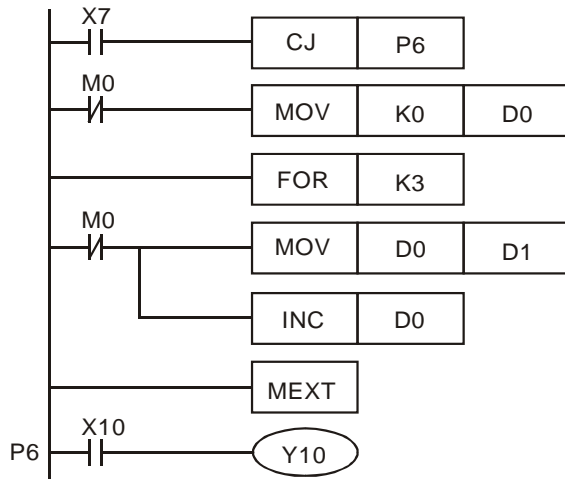 X7
CJ P6
M0
MOV K0 D0
FOR K3
M0
MOV D0 D1
INC D0
MEXT
X10
P6 Y10